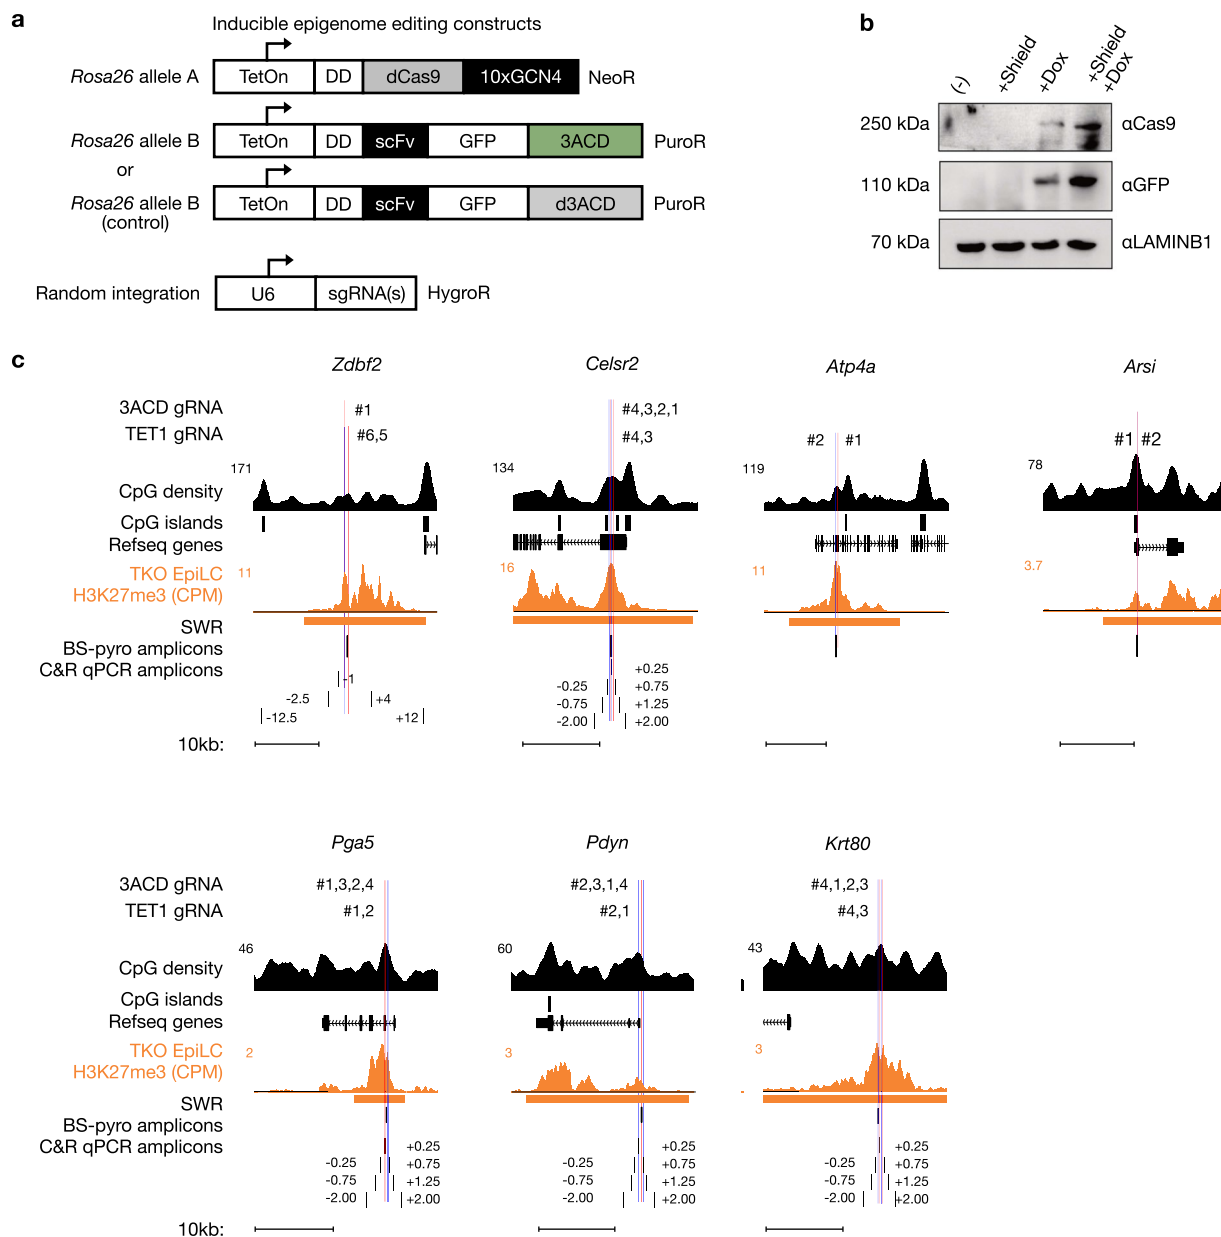 a
Inducible epigenome editing constructs
Rosa26 allele A
TetOn
DD
dCas9
10xGCN4
NeoR
Rosa26 allele B
TetOn
DD
scFv
GFP
3ACD
PuroR
or
Rosa26 allele B
(control)
TetOn
DD
scFv
GFP
d3ACD
PuroR
Random integration
U6
sgRNA(s)
HygroR
b
(-)
+Shield
+Dox
+Shield
+Dox
250 kDa
αCas9
110 kDa
αGFP
70 kDa
αLAMINB1
c
Zdbf2
Celsr2
Atp4a
Arsi
3ACD gRNA
#1
#4,3,2,1
TET1 gRNA
#6,5
#4,3
#2
#1
#1
#2
171
134
119
78
CpG density
CpG islands
Refseq genes
TKO EpiLC
H3K27me3 (CPM)
11
16
11
3.7
SWR
BS-pyro amplicons
C&R qPCR amplicons
-1
-2.5
+4
-12.5
+12
+0.25
-0.25
+0.75
-0.75
+1.25
-2.00
+2.00
10kb:
Pga5
Pdyn
Krt80
3ACD gRNA
#1,3,2,4
#2,3,1,4
#4,1,2,3
TET1 gRNA
#1,2
#2,1
#4,3
46
60
43
CpG density
CpG islands
Refseq genes
TKO EpiLC
H3K27me3 (CPM)
2
3
3
SWR
BS-pyro amplicons
C&R qPCR amplicons
+0.25
-0.25
+0.75
-0.75
+1.25
-2.00
+2.00
+0.25
-0.25
+0.75
-0.75
+1.25
-2.00
+2.00
+0.25
-0.25
+0.75
-0.75
+1.25
-2.00
+2.00
10kb: